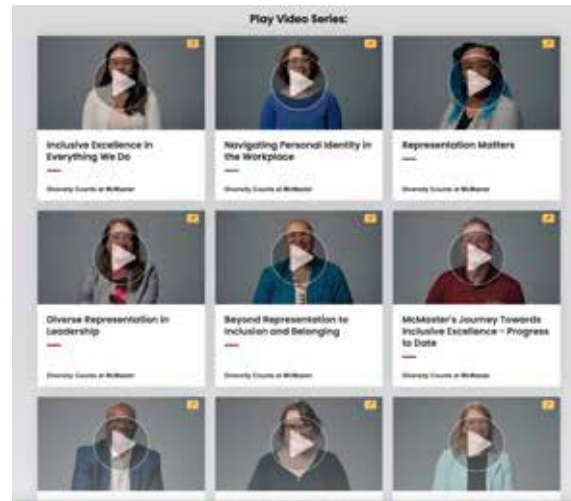 Play Video Series:
Inclusive Excellence in
Everything We Do
Diversity Counts at McMaster
Navigating Personal Identity in
the Workplace
Diversity Counts at McMaster
Representation Matters
Diversity Counts at McMaster
Diverse Representation in
Leadership
Diversity Counts at McMaster
Beyond Representation to
Inclusion and Belonging
Diversity Counts at McMaster
McMaster's Journey Towards
Inclusive Excellence – Progress
to Date
Diversity Counts at McMaster